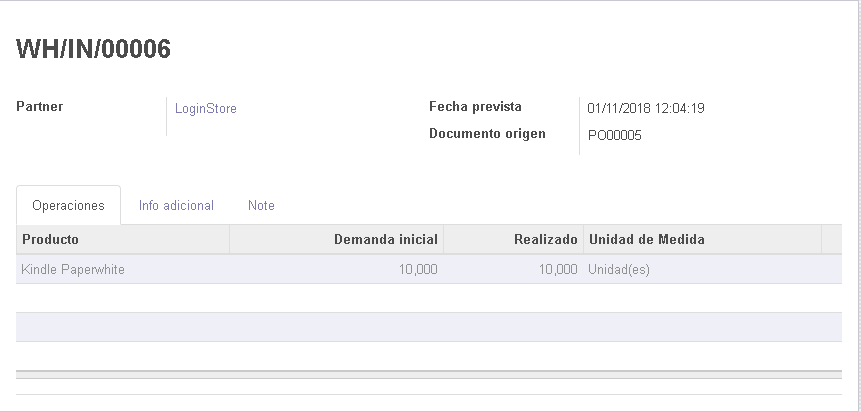 WH/IN/00006
Partner LoginStore Fecha prevista 01/11/2018 12:04:19
Documento origen PO00005
Operaciones Info adicional Note
Producto Demanda inicial Realizado Unidad de Medida
Kindle Paperwhite 10,000 10,000 Unidad(es)